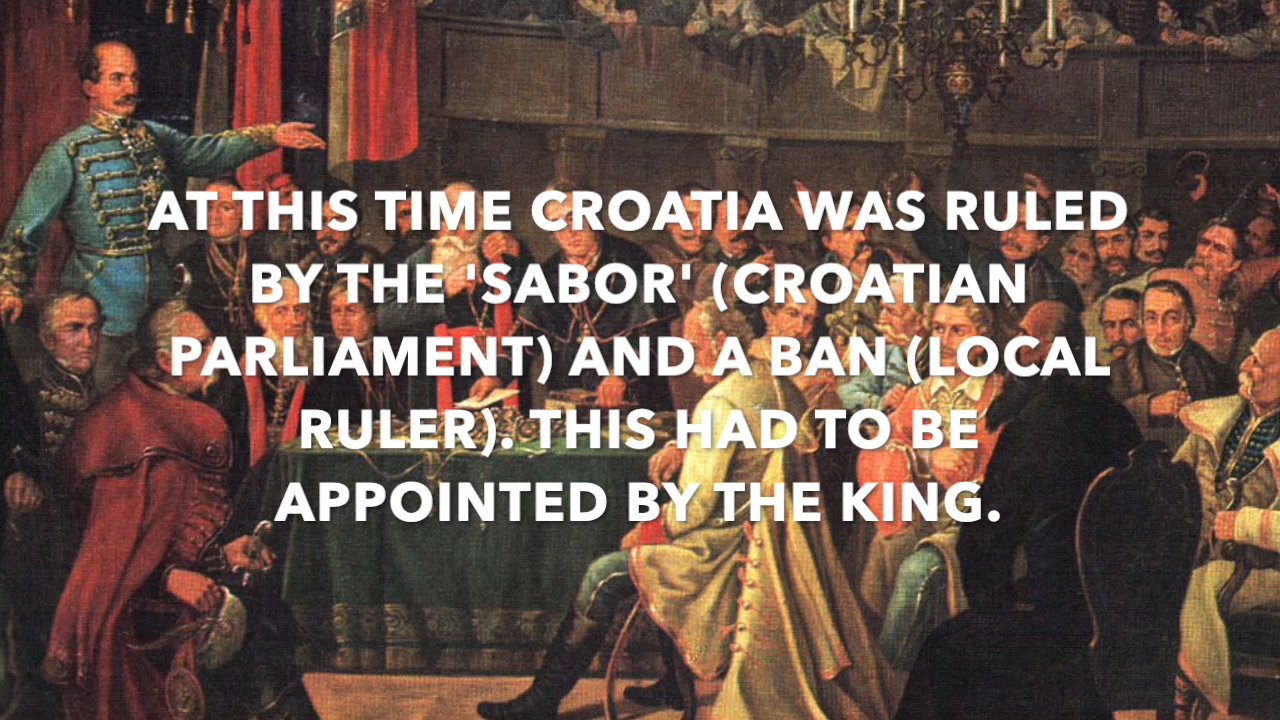 AT THIS TIME CROATIA WAS RULED
BY THE 'SABOR' (CROATIAN
PARLIAMENT) AND A BAN (LOCAL
RULER). THIS HAD TO BE
APPOINTED BY THE KING.